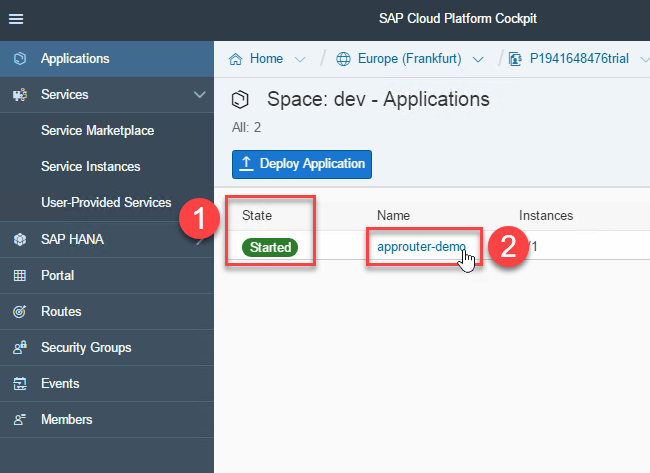 SAP Cloud Platform Cockpit
Applications
Services
Service Marketplace
Service Instances
User-Provided Services
SAP HANA
Portal
Routes
Security Groups
Events
Members
Home / Europe (Frankfurt) / P1941648476trial
Space: dev - Applications
All: 2
Deploy Application
1
State Name Instances
Started approuter-demo /1
2